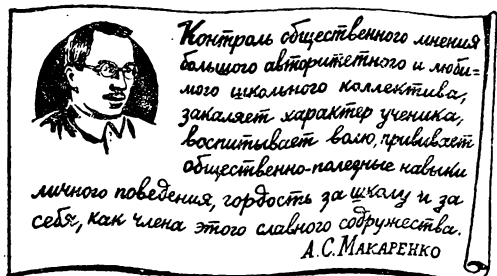 Контроль общественного мнения
большого авторитетного и люби-
мого школьного коллектива,
закаляет характер ученика,
воспитывает волю, прививает
общественно-полезные навыки
личного поведения, гордость за школу и за
себя, как члена этого славного содружества.
А.С. МАКАРЕНКО